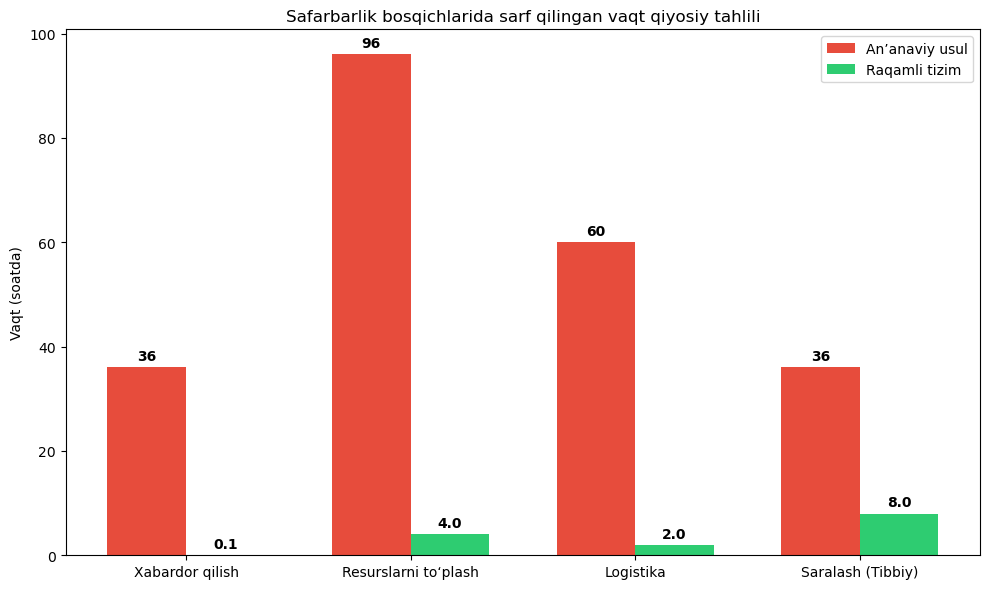 Safarbarlik bosqichlarida sarf qilingan vaqt qiyosiy tahlili
An’anaviy usul
Raqamli tizim
Vaqt (soatda)
100
80
60
40
20
0
36
0.1
96
4.0
60
2.0
36
8.0
Xabardor qilish
Resurslarni to‘plash
Logistika
Saralash (Tibbiy)